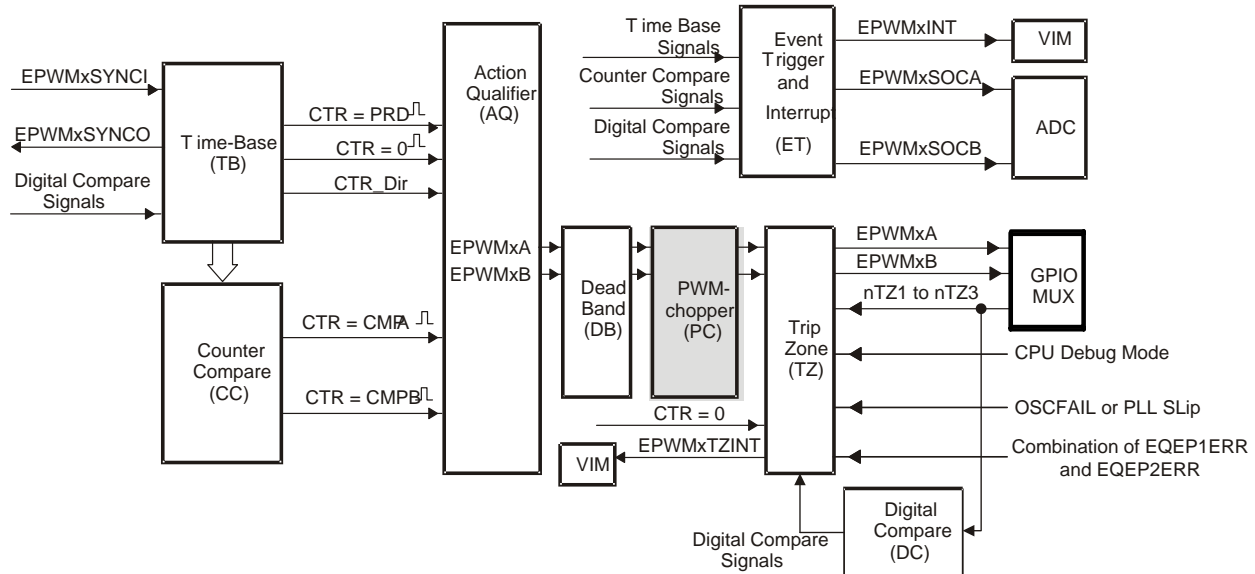 EPWMxSYNCI
EPWMxSYNCO
Digital Compare
Signals
Time-Base
(TB)
CTR = PRD
CTR = 0
CTR_Dir
Counter
Compare
(CC)
CTR = CMPA
CTR = CMPB
Action
Qualifier
(AQ)
EPWMxA
EPWMxB
Time Base
Signals
Counter Compare
Signals
Digital Compare
Signals
Event
Trigger
and
Interrupt
(ET)
EPWMxINT
EPWMxSOCA
EPWMxSOCB
VIM
ADC
Dead
Band
(DB)
PWM-
chopper
(PC)
Trip
Zone
(TZ)
EPWMxA
EPWMxB
nTZ1 to nTZ3
GPIO
MUX
CPU Debug Mode
OSCFAIL or PLL SLip
Combination of EQEP1ERR
and EQEP2ERR
CTR = 0
EPWMxTZINT
VIM
Digital Compare
Signals
Digital
Compare
(DC)